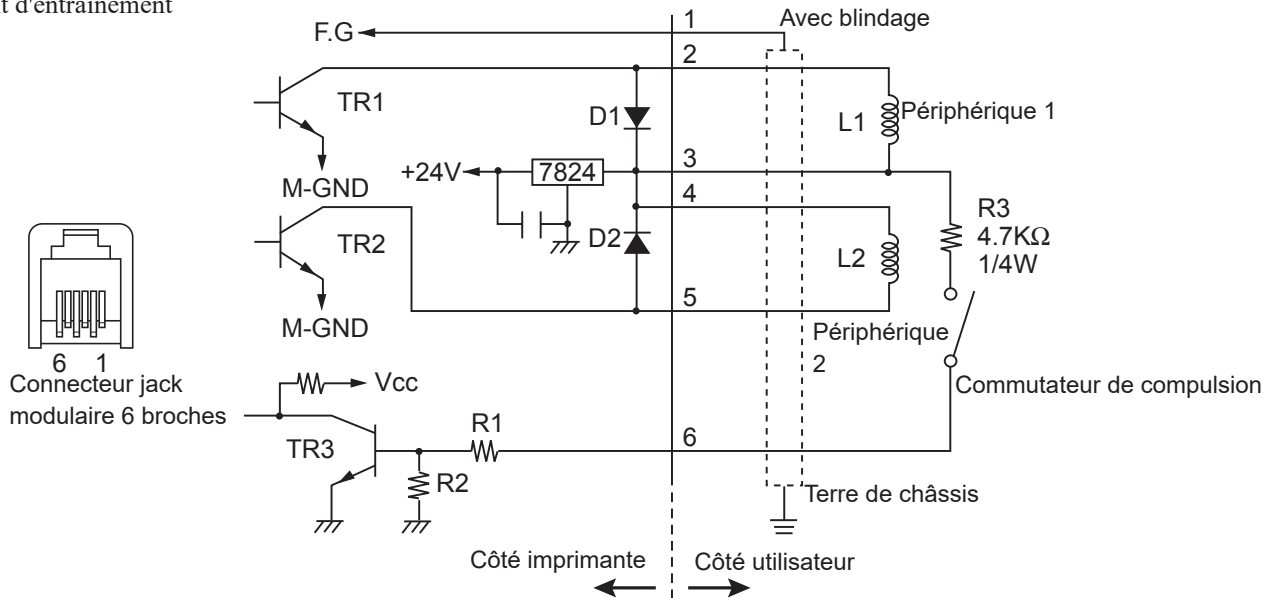 t d'entraînement
Avec blindage
F.G
1
2
TR1
D1
L1
Périphérique 1
+24V
7824
3
M-GND
4
R3
4.7KΩ
1/4W
TR2
D2
L2
5
M-GND
Périphérique
2
6 1
Connecteur jack
modulaire 6 broches
Vcc
Commutateur de compulsion
R1
6
TR3
R2
Terre de châssis
Côté imprimante
Côté utilisateur